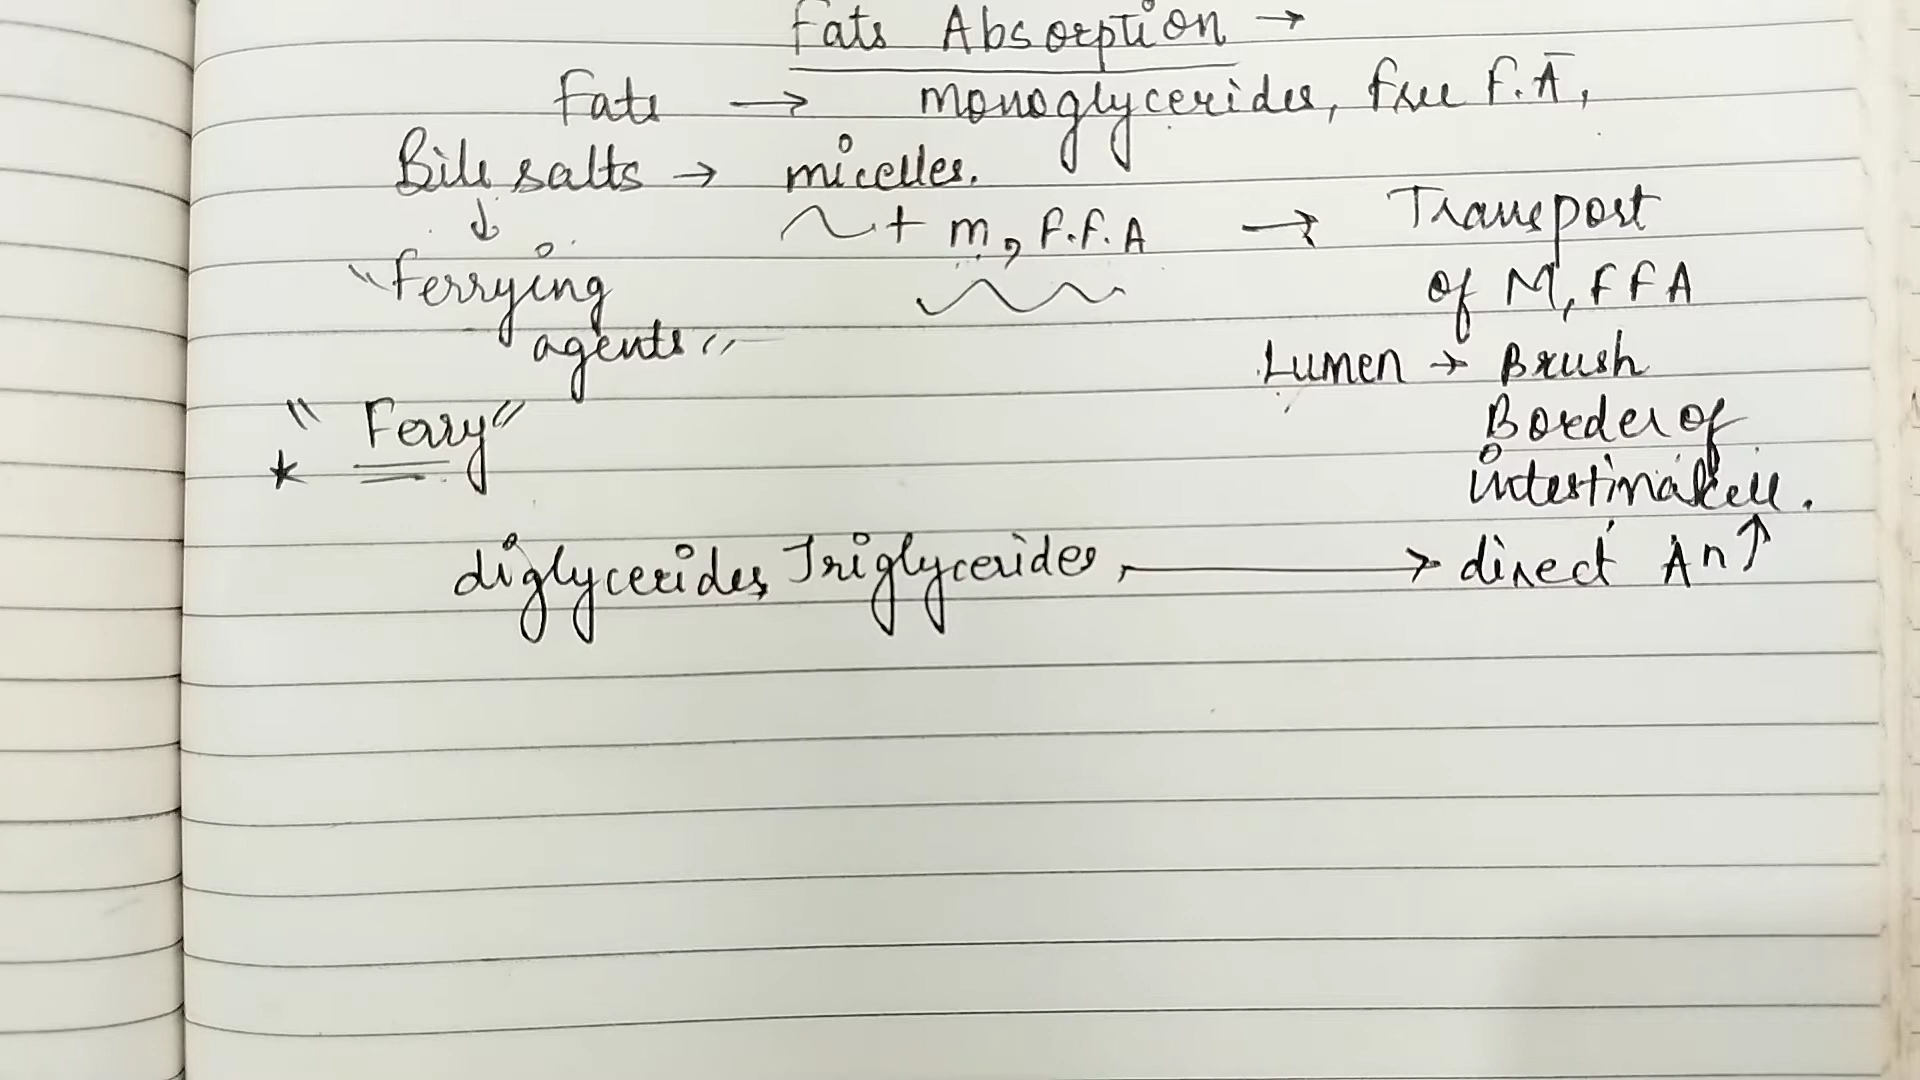 Fats Absorption →
Fats → monoglycerides, free F.A,
Bile salts → micelles.
↓ + m, F.F.A → Transport
"Ferrying of M, FFA
agents" Lumen → Brush
"Ferry" Border of
* intestinal cell.
diglycerides, Triglycerides, → direct An↑